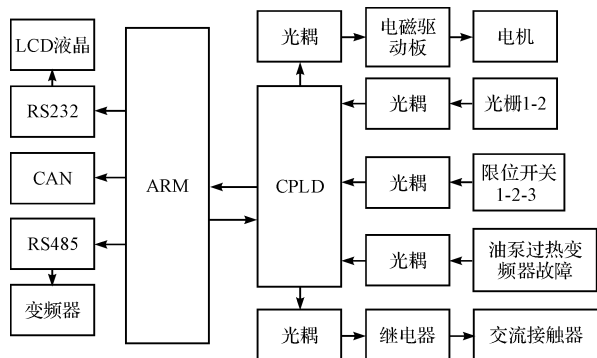 LCD液晶
RS232
CAN
RS485
变频器
ARM
CPLD
光耦
电磁驱
动板
电机
光耦
光栅1-2
光耦
限位开关
1-2-3
光耦
油泵过热变
频器故障
光耦
继电器
交流接触器